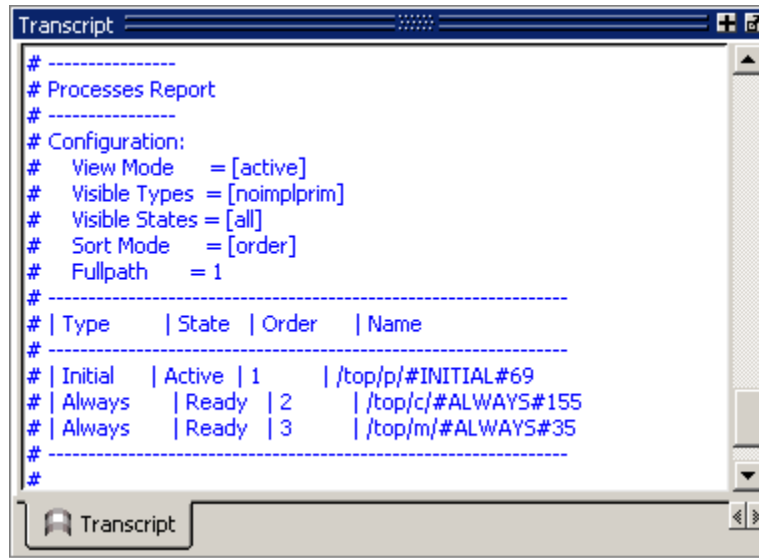 Transcript
# ----------------
# Processes Report
# ----------------
# Configuration:
#    View Mode     = [active]
#    Visible Types  = [noimplprim]
#    Visible States = [all]
#    Sort Mode     = [order]
#    Fullpath      = 1
# -----------------------------------------------------------------
# | Type       | State  | Order     | Name
# -----------------------------------------------------------------
# | Initial    | Active  | 1        | /top/p/#INITIAL#69
# | Always     | Ready   | 2        | /top/c/#ALWAYS#155
# | Always     | Ready   | 3        | /top/m/#ALWAYS#35
# -----------------------------------------------------------------
#
Transcript